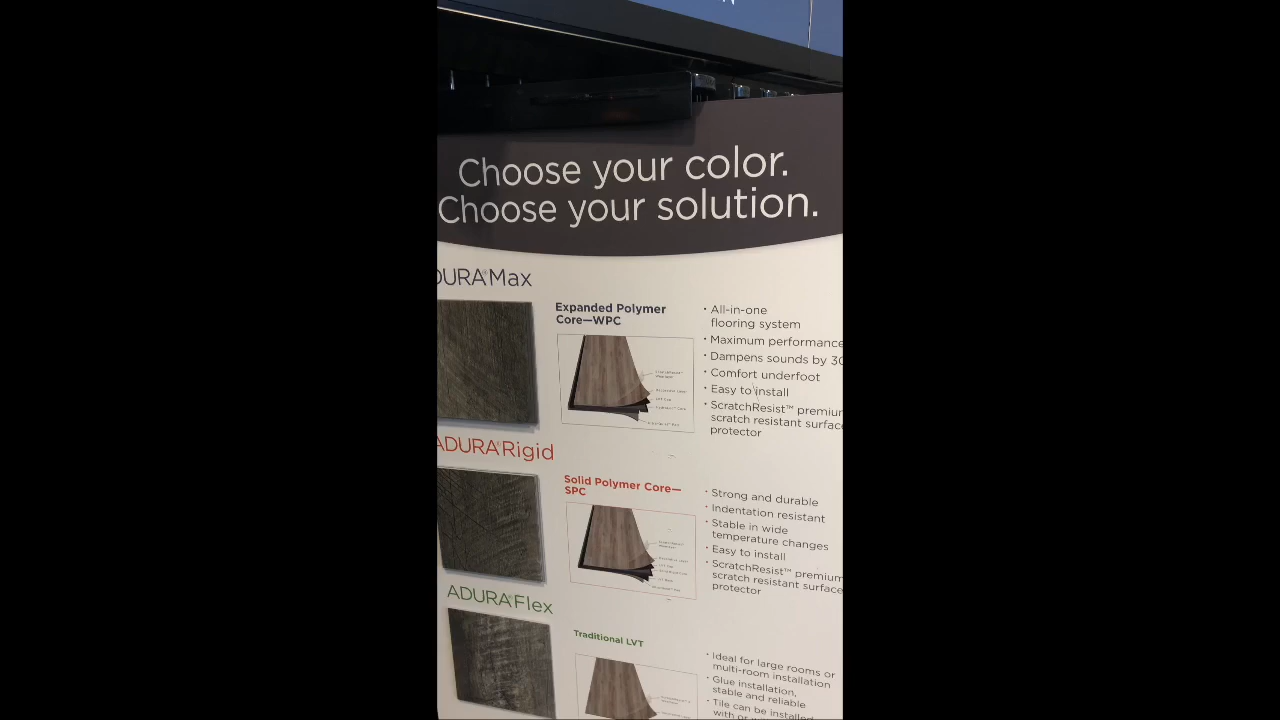 Choose your color.
Choose your solution.
DURA Max
Expanded Polymer
Core—WPC
• All-in-one
flooring system
• Maximum performance
• Dampens sounds by 30
• Comfort underfoot
• Easy to install
• ScratchResist™ premium
scratch resistant surface
protector
ADURA®Rigid
Solid Polymer Core—
SPC
• Strong and durable
• Indentation resistant
• Stable in wide
temperature changes
• Easy to install
• ScratchResist™ premium
scratch resistant surface
protector
ADURA®Flex
Traditional LVT
• Ideal for large rooms or
multi-room installation
• Glue installation,
stable and reliable
• Tile can be installed
with or